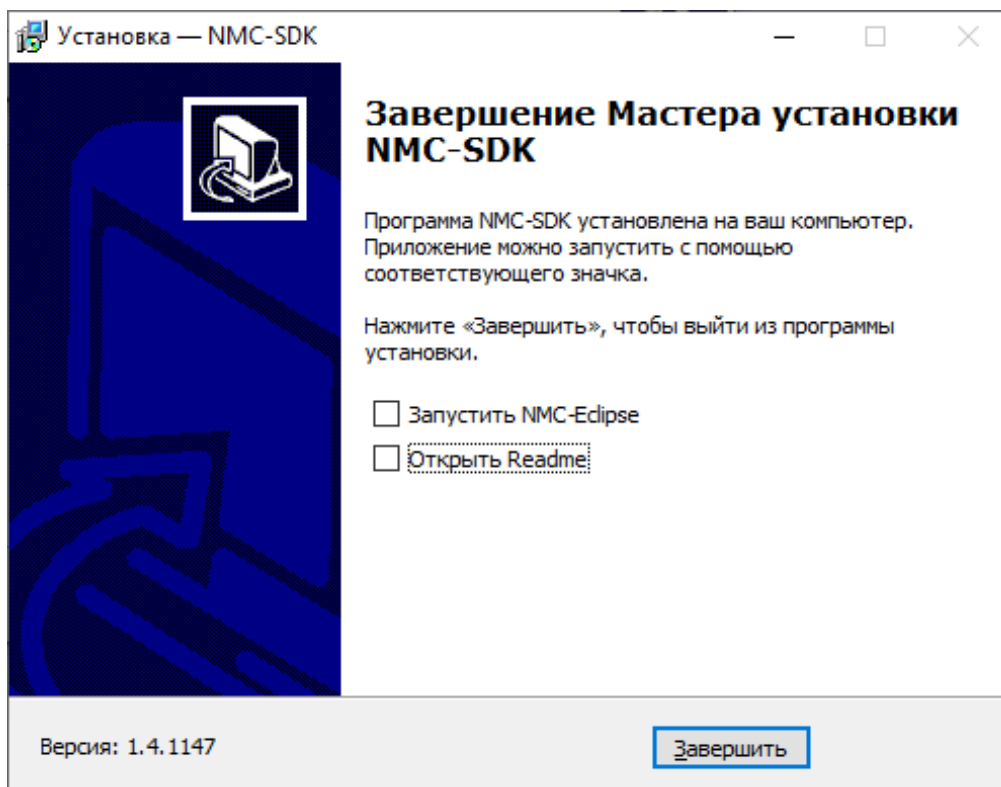 Установка — NMC-SDK
Завершение Мастера установки
NMC-SDK
Программа NMC-SDK установлена на ваш компьютер.
Приложение можно запустить с помощью
соответствующего значка.
Нажмите «Завершить», чтобы выйти из программы
установки.
Запустить NMC-Eclipse
Открыть Readme
Версия: 1.4.1147
Завершить